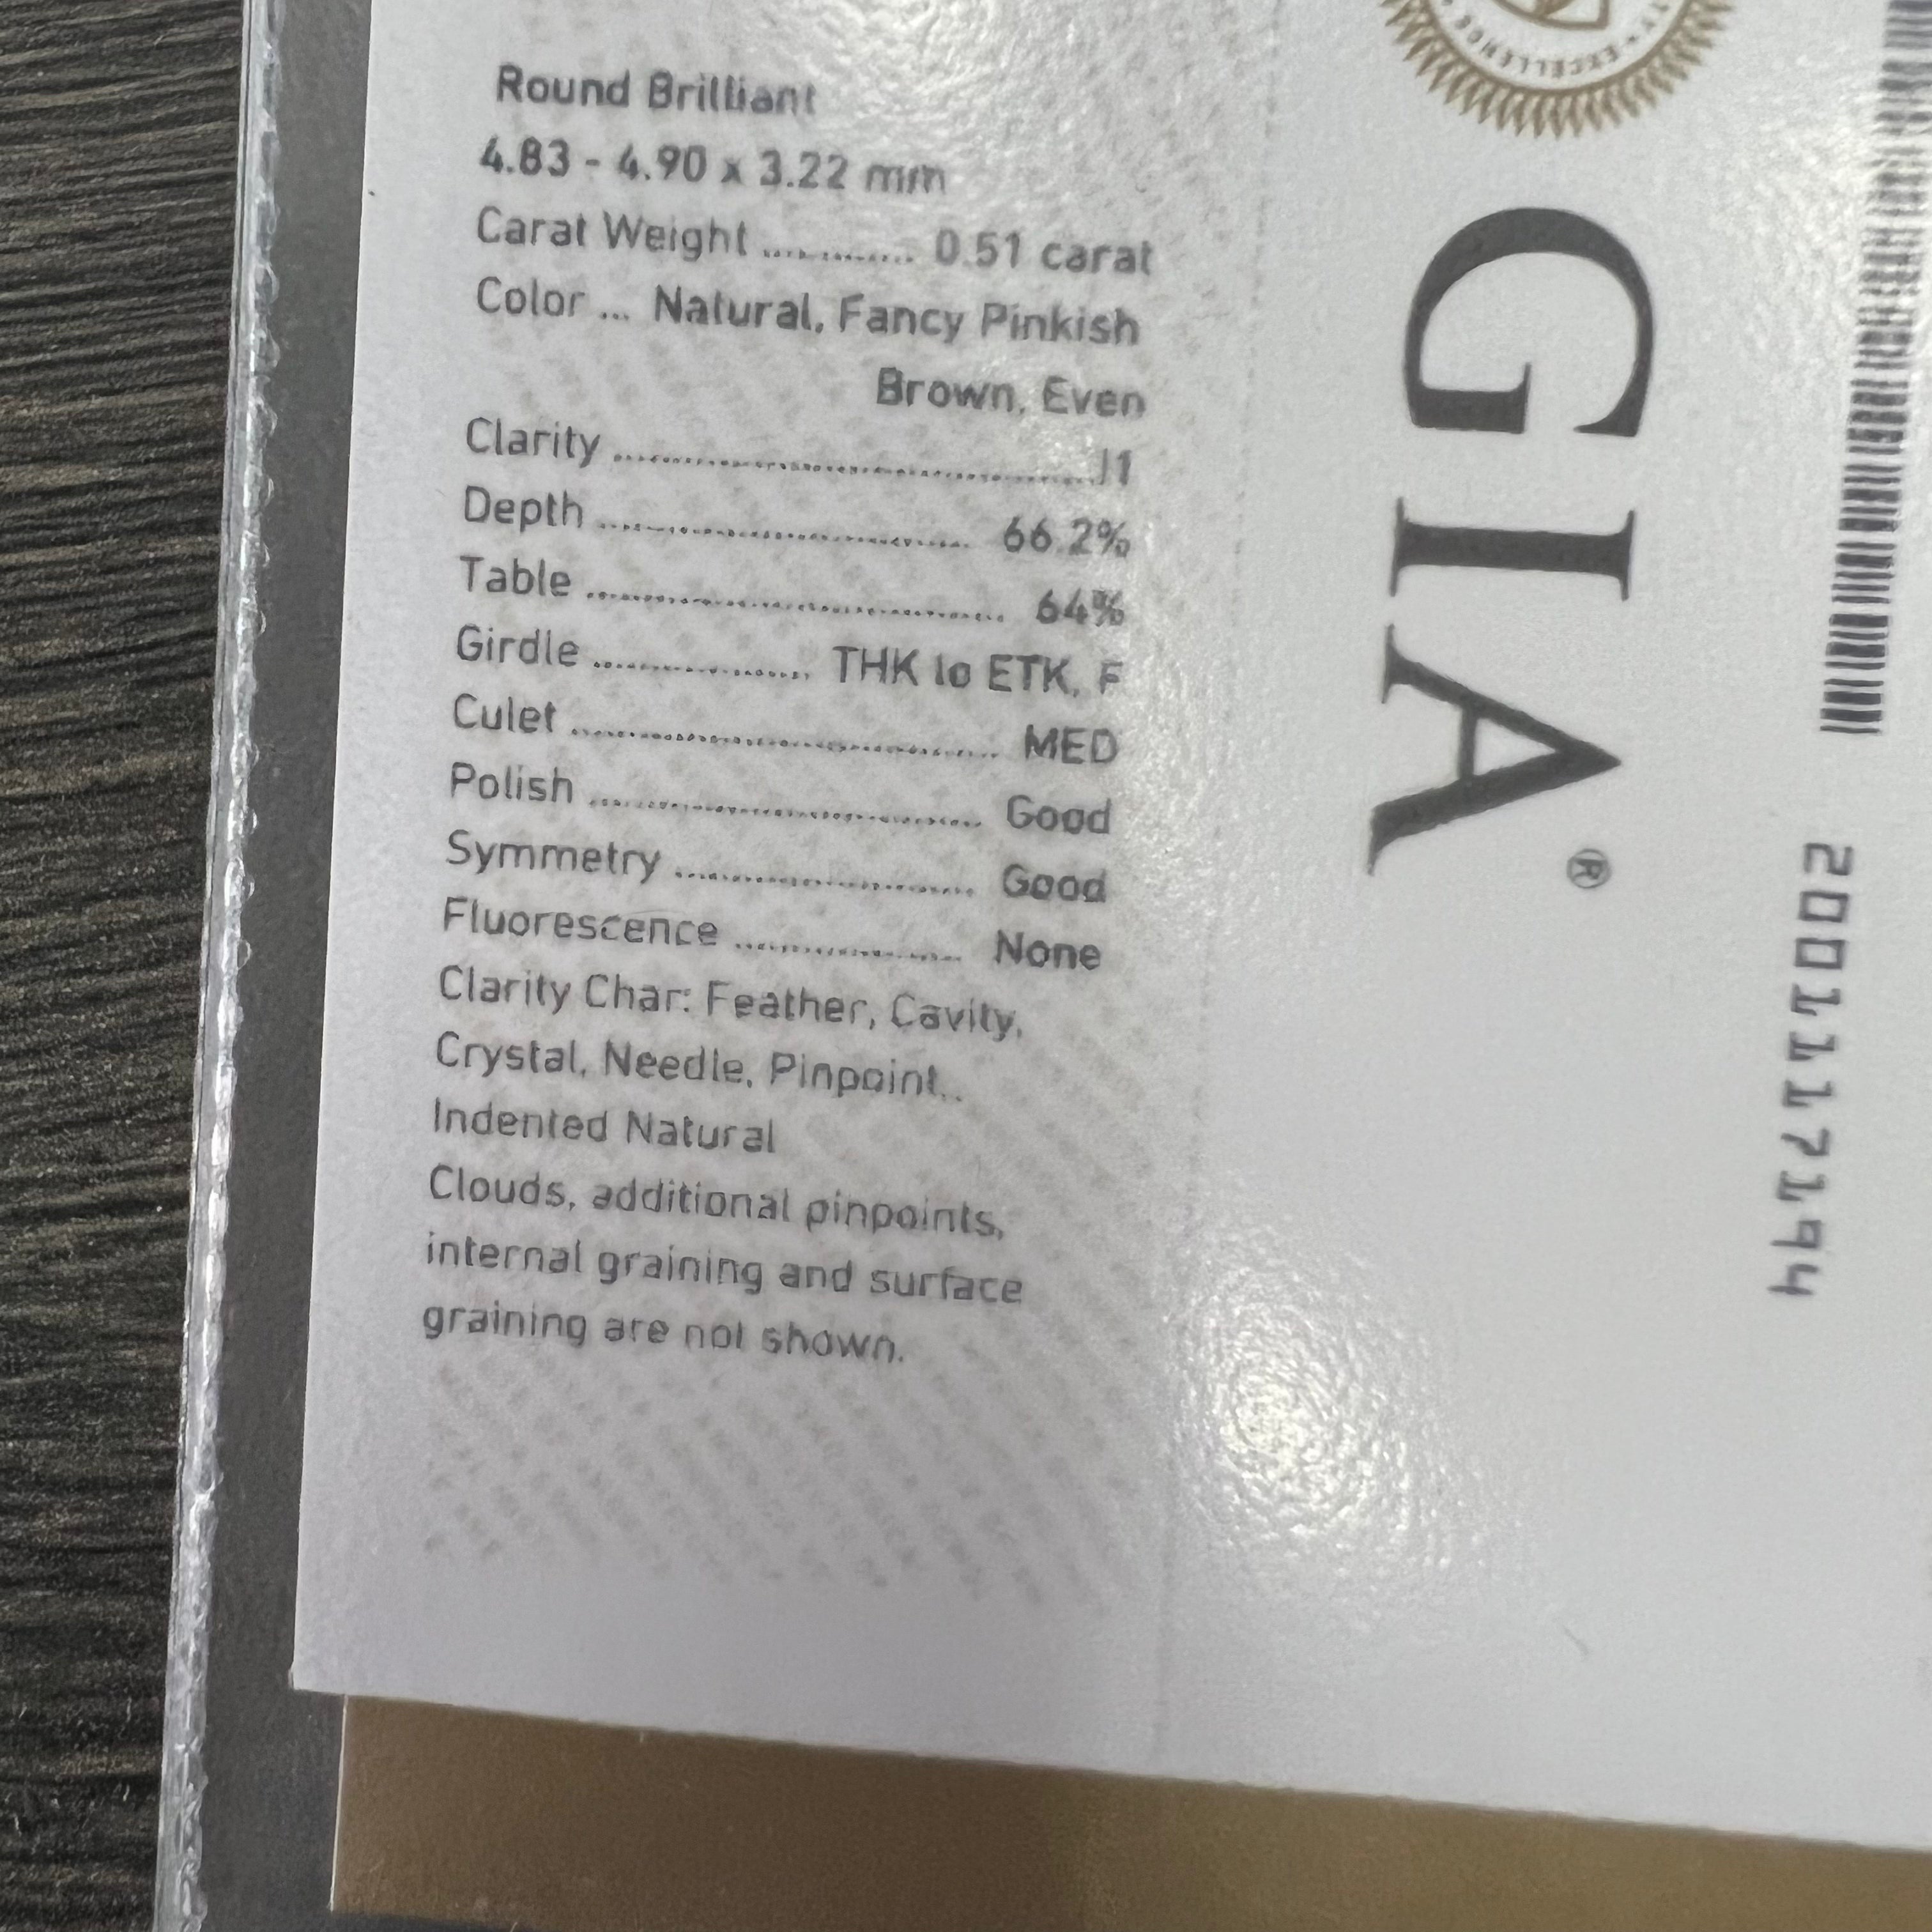 Round Brilliant
4.83 - 4.90 x 3.22 mm
Carat Weight ............ 0.51 carat
Color ... Natural, Fancy Pinkish
Brown, Even
Clarity ........................................ I1
Depth ............................... 66.2%
Table ................................... 64%
Girdle ................. THK to ETK, F
Culet ................................... MED
Polish ................................ Good
Symmetry ........................ Good
Fluorescence .................. None
Clarity Char: Feather, Cavity,
Crystal, Needle, Pinpoint,
Indented Natural
Clouds, additional pinpoints,
internal graining and surface
graining are not shown.
EXCELLENCE
GIA®
2001117194